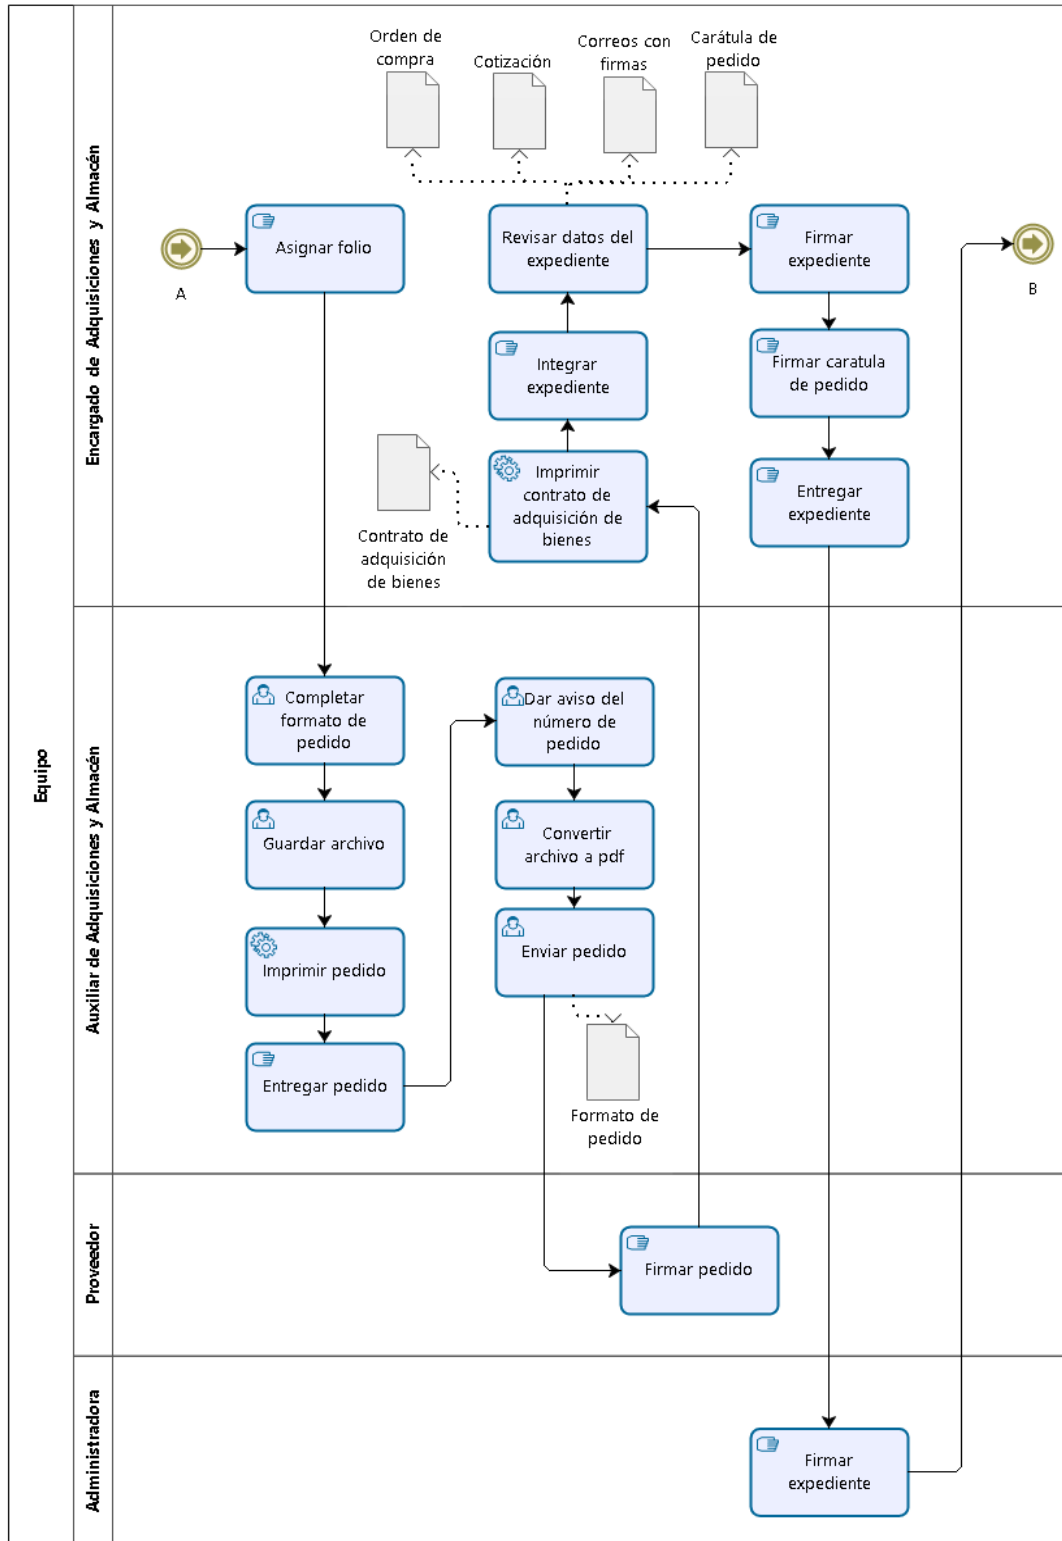 Equipo
Encargado de Adquisiciones y Almacén
Orden de
compra
Cotización
Correos con
firmas
Carátula de
pedido
A
Asignar folio
Revisar datos del
expediente
Firmar
expediente
B
Integrar
expediente
Firmar caratula
de pedido
Contrato de
adquisición
de bienes
Imprimir
contrato de
adquisición de
bienes
Entregar
expediente
Auxiliar de Adquisiciones y Almacén
Completar
formato de
pedido
Dar aviso del
número de
pedido
Guardar archivo
Convertir
archivo a pdf
Imprimir pedido
Enviar pedido
Entregar pedido
Formato de
pedido
Proveedor
Firmar pedido
Administradora
Firmar
expediente